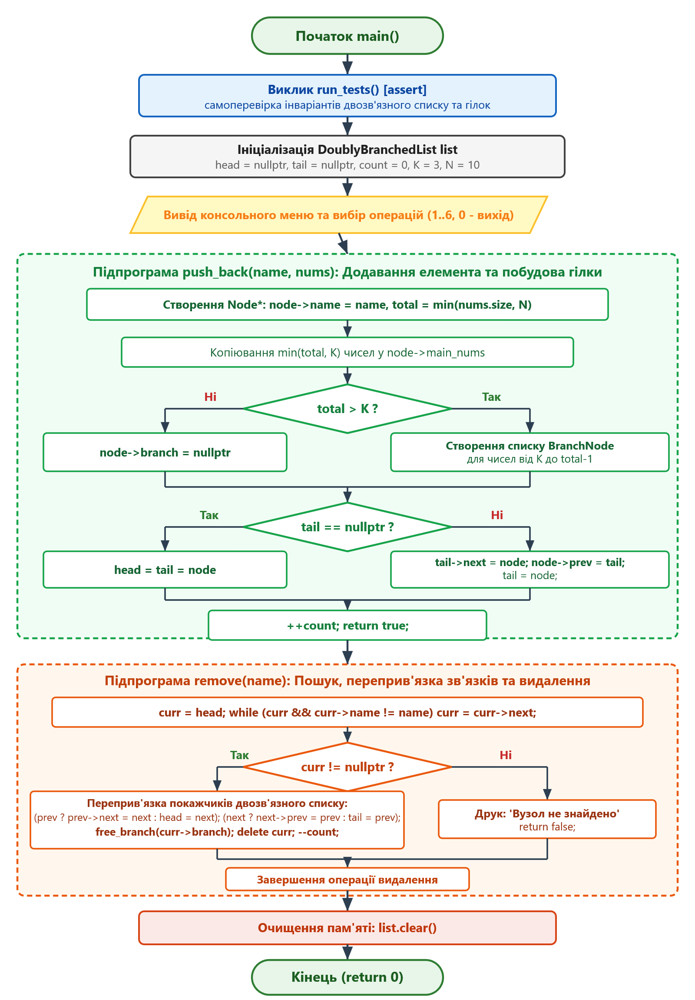 Початок main()
Виклик run_tests() [assert]
самоперевірка інваріантів двозв'язного списку та гілок
Ініціалізація DoublyBranchedList list
head = nullptr, tail = nullptr, count = 0, K = 3, N = 10
Вивід консольного меню та вибір операцій (1..6, 0 - вихід)
Підпрограма push_back(name, nums): Додавання елемента та побудова гілки
Створення Node*: node->name = name, total = min(nums.size, N)
Копіювання min(total, K) чисел у node->main_nums
Ні
Так
total > K ?
node->branch = nullptr
Створення списку BranchNode
для чисел від K до total-1
Так
Ні
tail == nullptr ?
head = tail = node
tail->next = node; node->prev = tail;
tail = node;
++count; return true;
Підпрограма remove(name): Пошук, переприв'язка зв'язків та видалення
curr = head; while (curr && curr->name != name) curr = curr->next;
Так
Ні
curr != nullptr ?
Переприв'язка покажчиків двозв'язного списку:
(prev ? prev->next = next : head = next); (next ? next->prev = prev : tail = prev);
free_branch(curr->branch); delete curr; --count;
Друк: 'Вузол не знайдено'
return false;
Завершення операції видалення
Очищення пам'яті: list.clear()
Кінець (return 0)